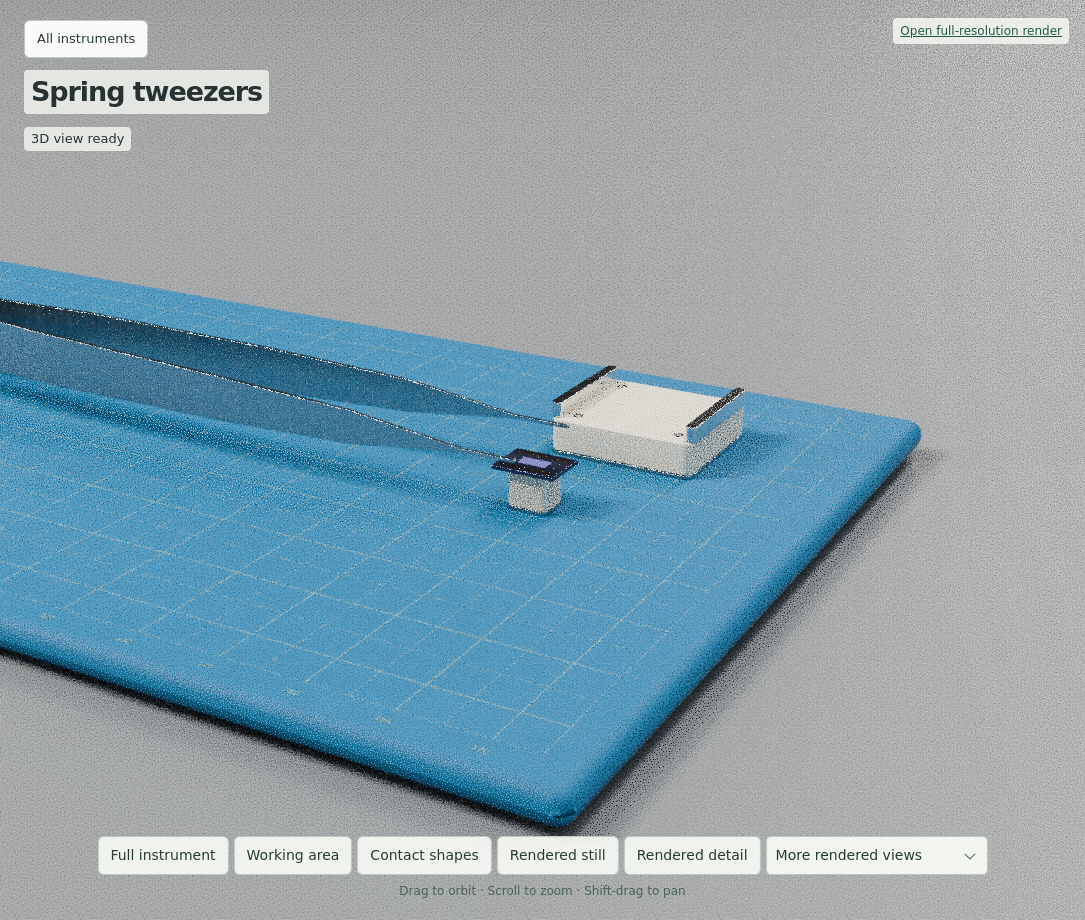 All instruments
Open full-resolution render
Spring tweezers
3D view ready
Full instrument
Working area
Contact shapes
Rendered still
Rendered detail
More rendered views
Drag to orbit · Scroll to zoom · Shift-drag to pan